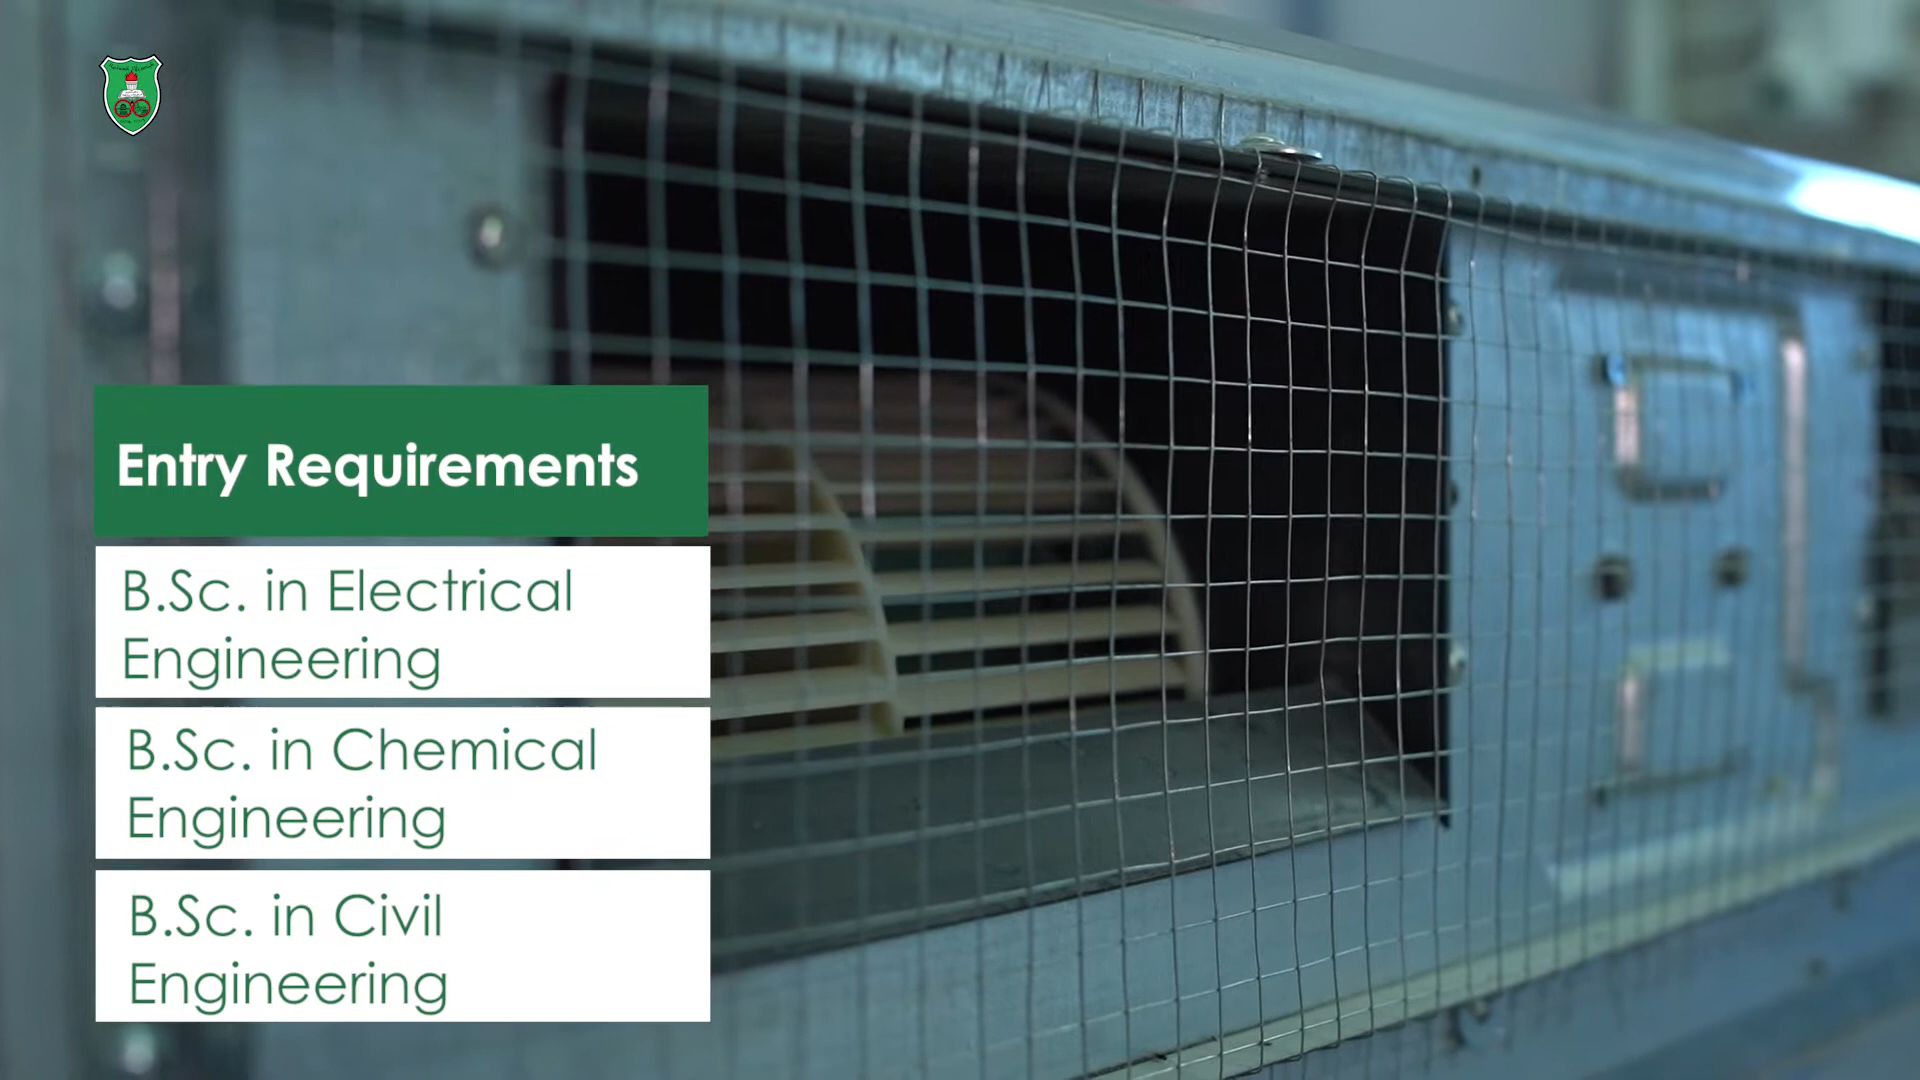 Entry Requirements
B.Sc. in Electrical
Engineering
B.Sc. in Chemical
Engineering
B.Sc. in Civil
Engineering